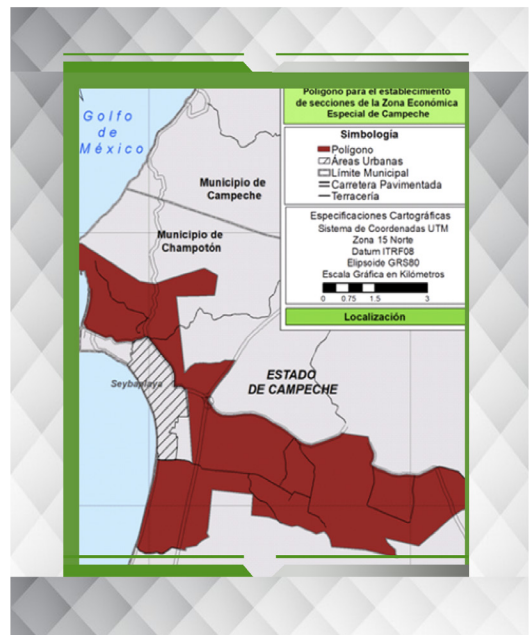 Polígono para el establecimiento
de secciones de la Zona Económica
Especial de Campeche
Simbología
Polígono
Áreas Urbanas
Límite Municipal
Carretera Pavimentada
Terracería
Especificaciones Cartográficas
Sistema de Coordenadas UTM
Zona 15 Norte
Datum ITRF08
Elipsoide GRS80
Escala Gráfica en Kilómetros
0 0.75 1.5 3
Localización
Golfo
de
México
Municipio de
Campeche
Municipio de
Champotón
Seybaplaya
ESTADO
DE CAMPECHE